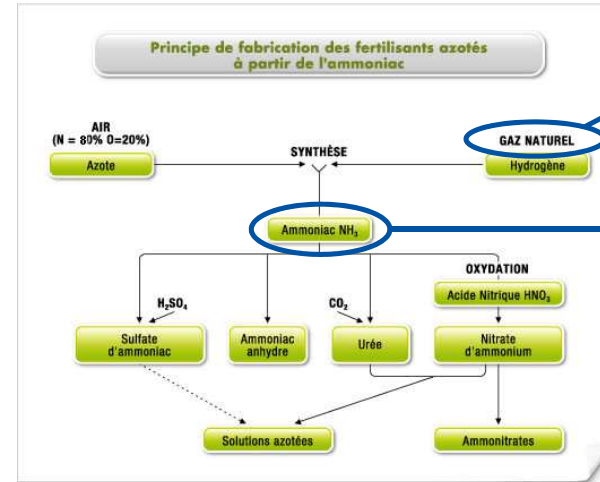 Principe de fabrication des fertilisants azotés
à partir de l'ammoniac
AIR
(N = 80% O=20%)
Azote
SYNTHÈSE
GAZ NATUREL
Hydrogène
Ammoniac NH₃
OXYDATION
Acide Nitrique HNO₃
H₂SO₄
CO₂
Sulfate
d'ammoniac
Ammoniac
anhydre
Urée
Nitrate
d'ammonium
Solutions azotées
Ammonitrates